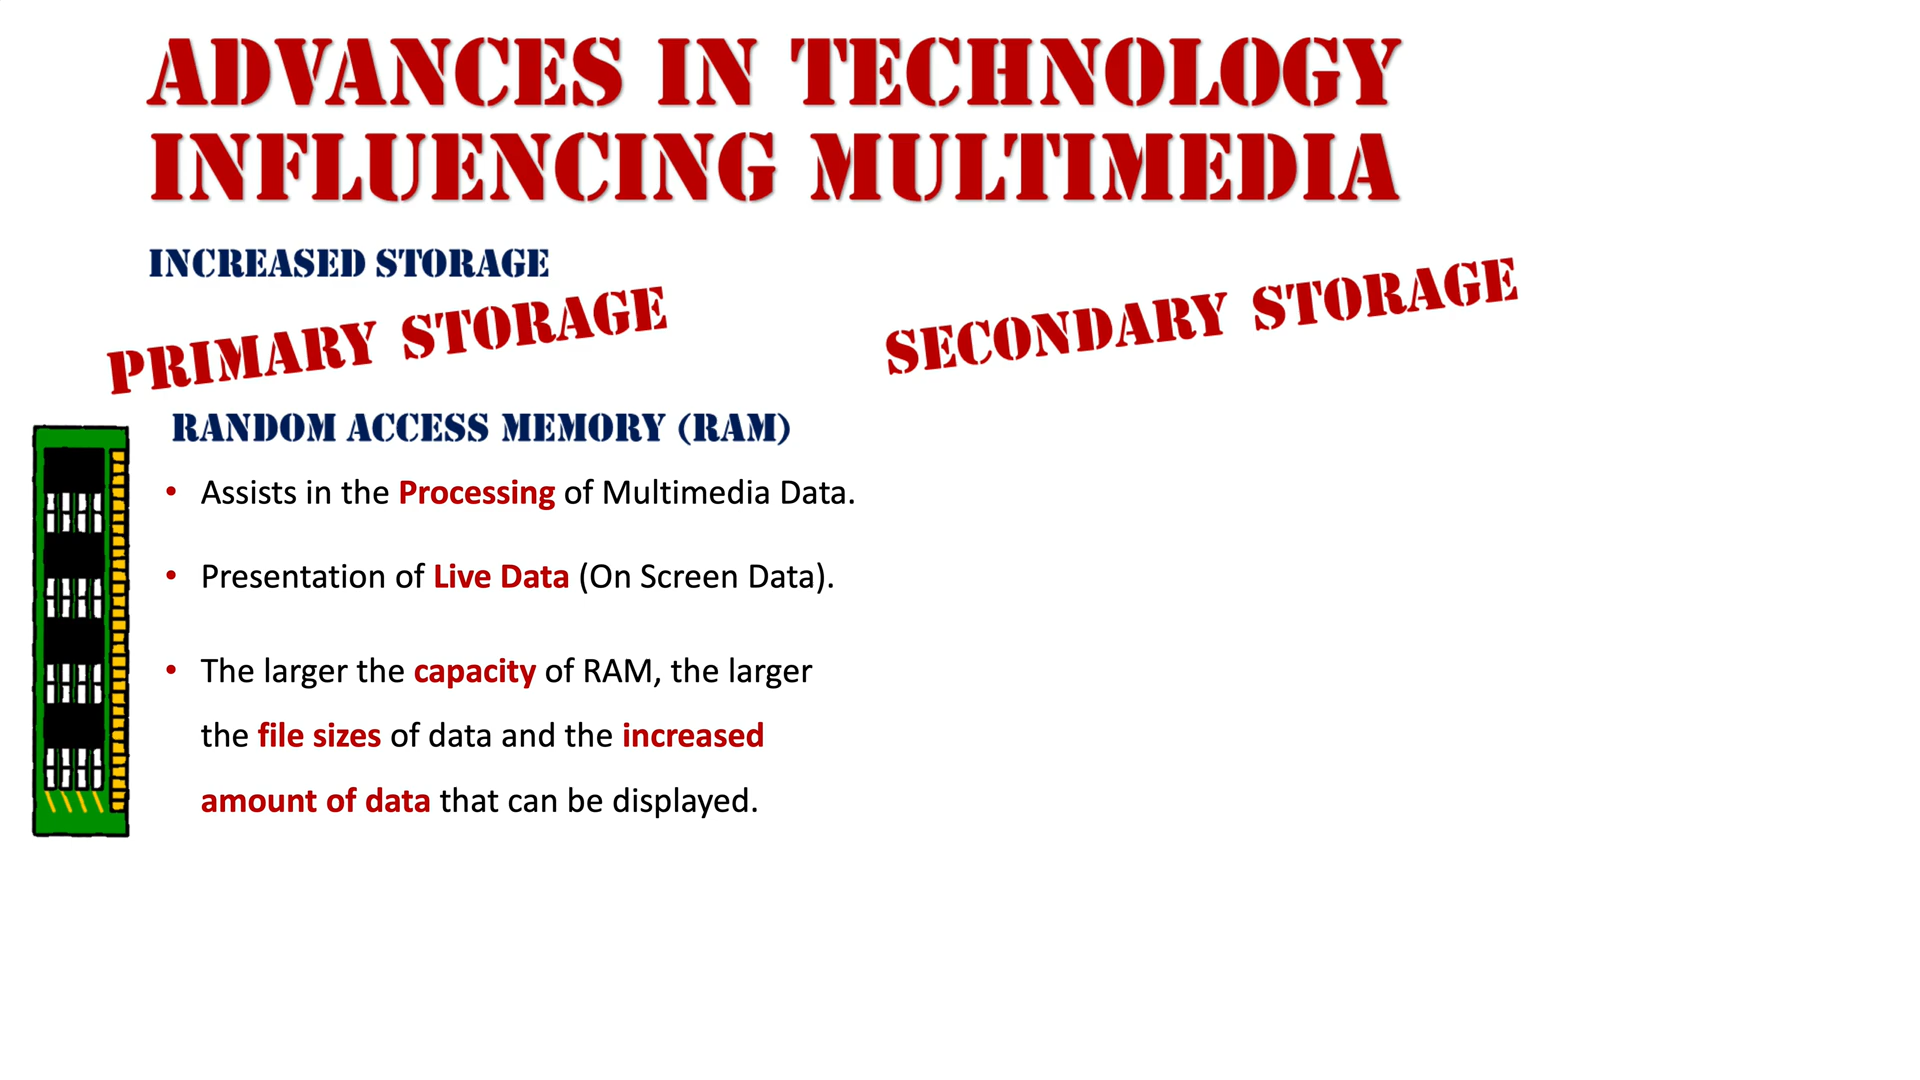 ADVANCES IN TECHNOLOGY
INFLUENCING MULTIMEDIA
INCREASED STORAGE
PRIMARY STORAGE
SECONDARY STORAGE
RANDOM ACCESS MEMORY (RAM)
• Assists in the Processing of Multimedia Data.
• Presentation of Live Data (On Screen Data).
• The larger the capacity of RAM, the larger
the file sizes of data and the increased
amount of data that can be displayed.